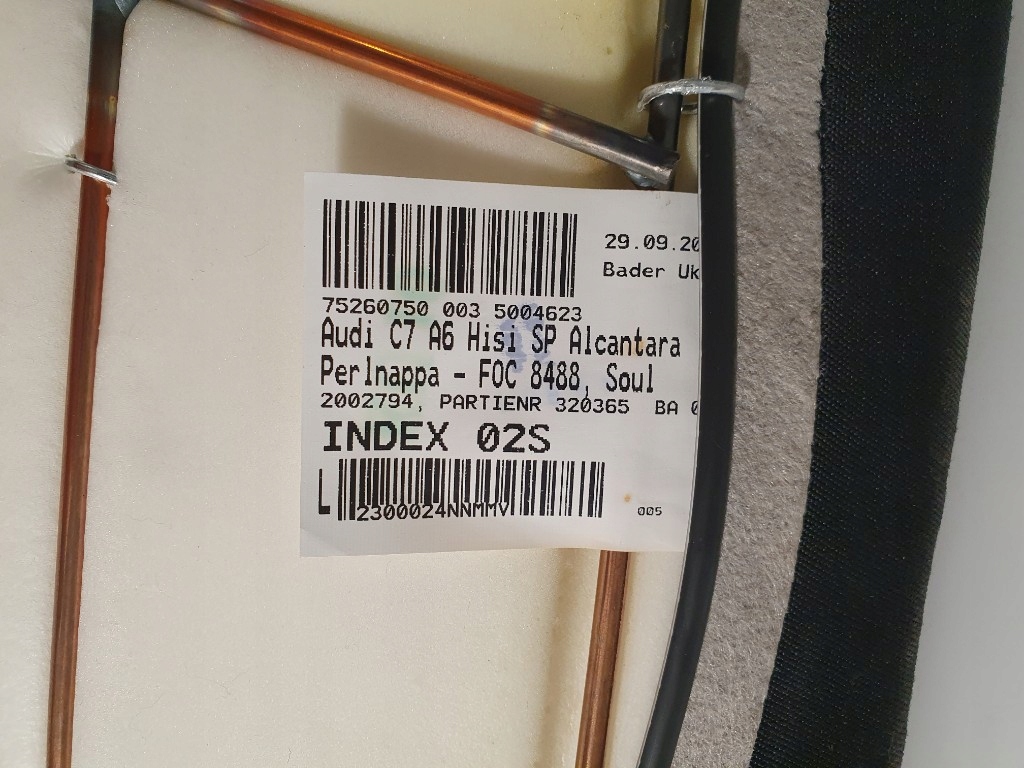 29.09.20
Bader Uk
75260750 003 5004623
Audi C7 A6 Hisi SP Alcantara
Perlnappa - FOC 8488, Soul
2002794, PARTIENR 320365 BA
INDEX 02S
L
2300024NNMMV
005